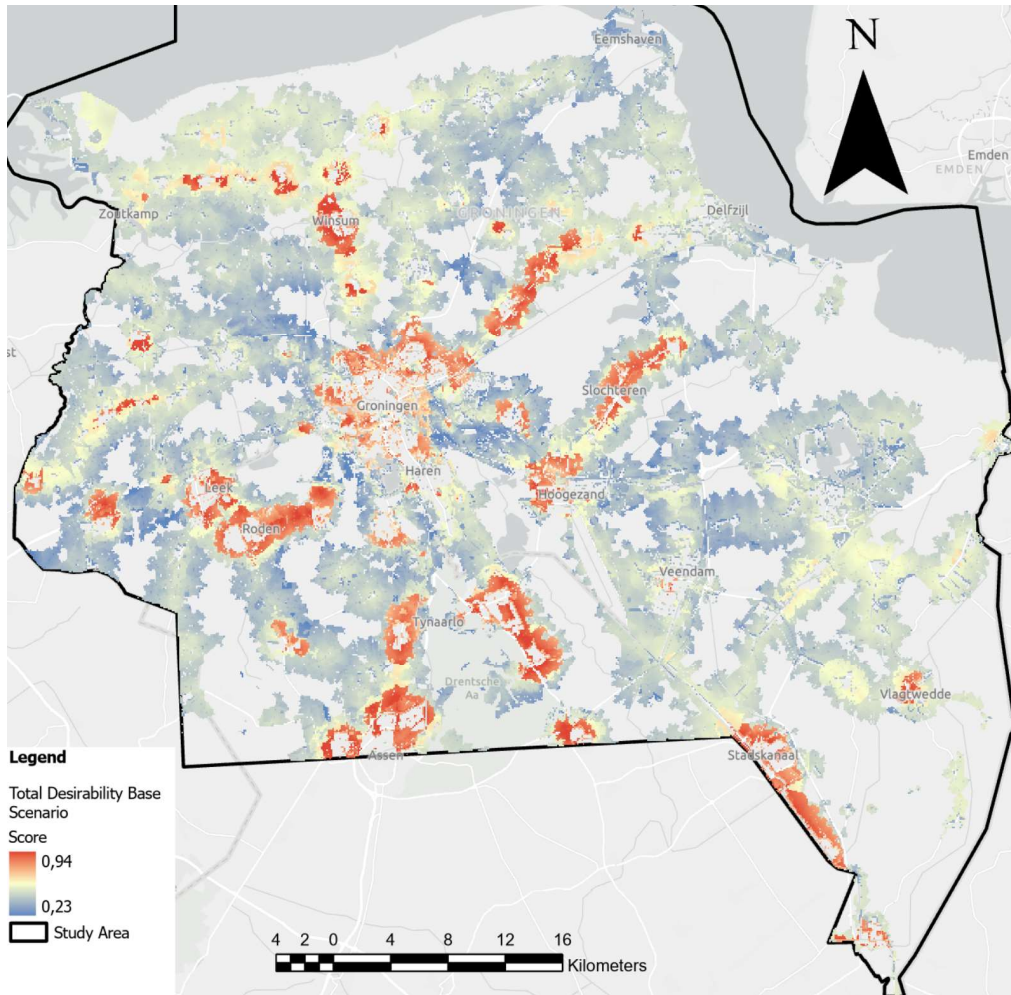 Eemshaven
N
Emden
EMDEN
Zoutkamp
Winsum
GRONINGEN
Delfzijl
Slochteren
Groningen
Haren
Leek
Hoogezand
Roden
Veendam
Tynaarlo
Drentsche
Aa
Vlagtwedde
Assen
Stadskanaal
Legend
Total Desirability Base
Scenario
Score
0,94
0,23
Study Area
4 2 0 4 8 12 16
Kilometers